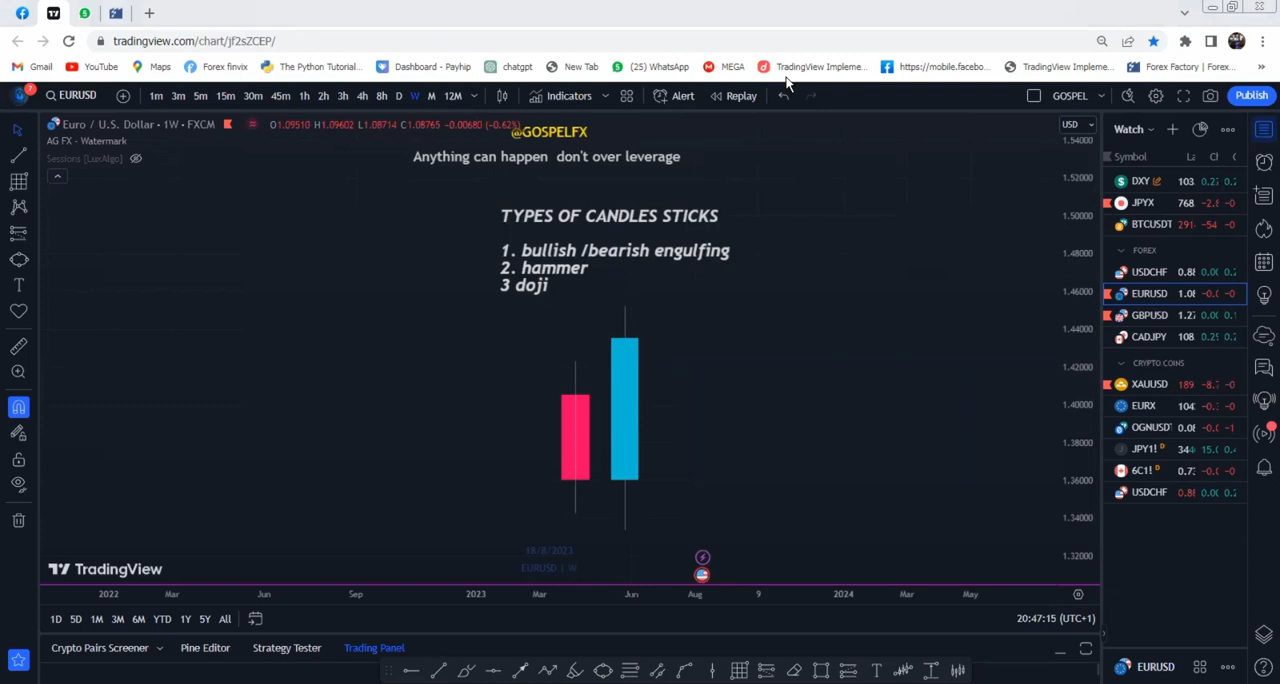 tradingview.com/chart/jf2sZCEP/
Gmail YouTube Maps Forex finvix The Python Tutorial... Dashboard - Payhip chatgpt New Tab (25) WhatsApp MEGA TradingView Impleme... https://mobile.facebo... TradingView Impleme... Forex Factory | Forex... »
EURUSD 1m 3m 5m 15m 30m 45m 1h 2h 3h 4h 8h D W M 12M Indicators Alert Replay GOSPEL Publish
Euro / U.S. Dollar · 1W · FXCM O1.09510 H1.09602 L1.08714 C1.08765 -0.00680 (-0.62%)
AG FX - Watermark
Sessions [LuxAlgo]
@GOSPELFX
Anything can happen don't over leverage
TYPES OF CANDLES STICKS
1. bullish /bearish engulfing
2. hammer
3 doji
USD
1.54000
1.52000
1.50000
1.48000
1.46000
1.44000
1.42000
1.40000
1.38000
1.36000
1.34000
1.32000
18/8/2023
EURUSD | W
TradingView
2022 Mar Jun Sep 2023 Mar Jun Aug 9 2024 Mar May
1D 5D 1M 3M 6M YTD 1Y 5Y All
20:47:15 (UTC+1)
Crypto Pairs Screener Pine Editor Strategy Tester Trading Panel
Watch
Symbol
DXY 103.
JPYX 768.
BTCUSDT 291 -54
FOREX
USDCHF
EURUSD
GBPUSD
CADJPY 108
CRYPTO COINS
XAUUSD 189
EURX 104
OGNUSDT
JPY1! D
6C1! D
USDCHF
EURUSD